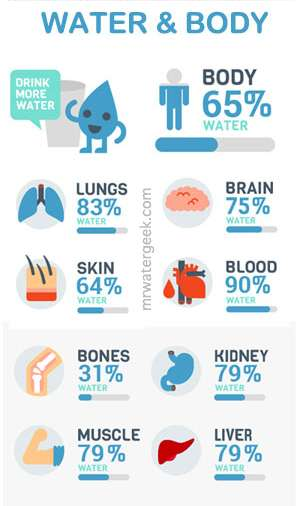 WATER & BODY
DRINK
MORE
WATER
BODY
65%
WATER
LUNGS
83%
WATER
BRAIN
75%
WATER
mrwatergeek.com
SKIN
64%
WATER
BLOOD
90%
WATER
BONES
31%
WATER
KIDNEY
79%
WATER
MUSCLE
79%
WATER
LIVER
79%
WATER